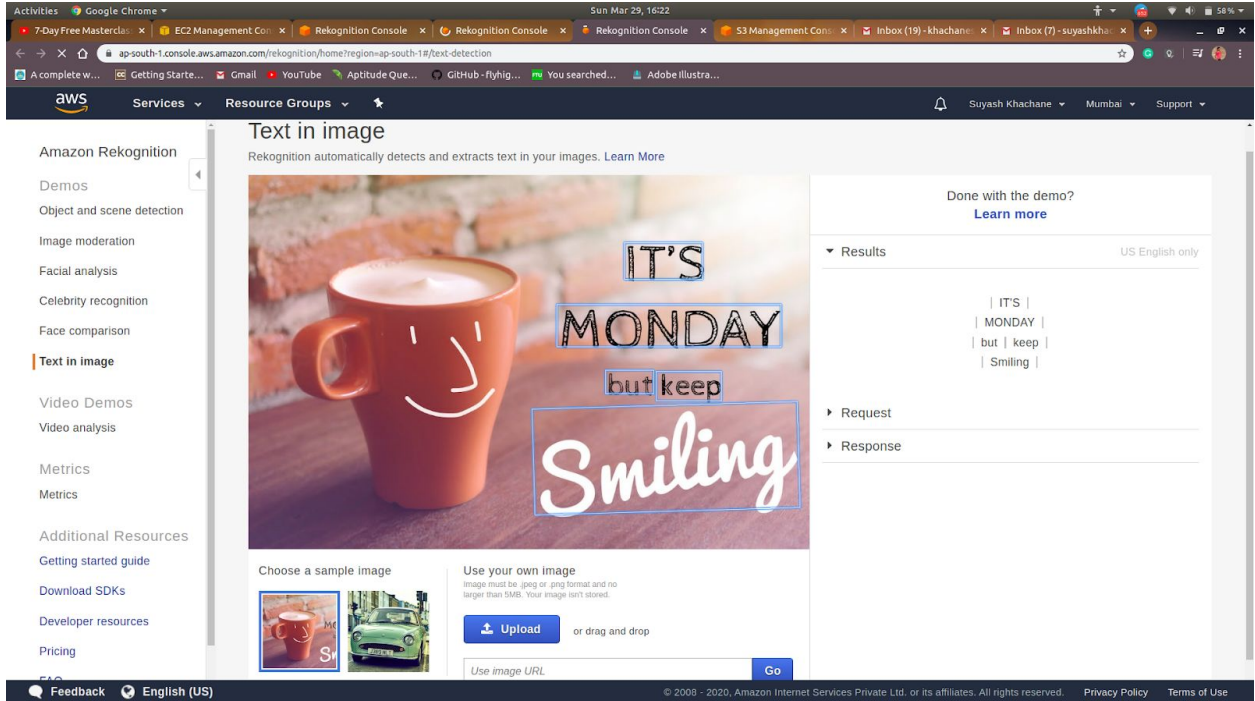 Activities Google Chrome ▾ Sun Mar 29, 16:22 58% ▾
7-Day Free Masterclas × EC2 Management Con × Rekognition Console × Rekognition Console × Rekognition Console × S3 Management Cons × Inbox (19) - khachanes × Inbox (7) - suyashkhac ×
ap-south-1.console.aws.amazon.com/rekognition/home?region=ap-south-1#/text-detection
A complete w... Getting Starte... Gmail YouTube Aptitude Que... GitHub - flyhig... You searched... Adobe Illustra...
aws Services Resource Groups Suyash Khachane Mumbai Support
Amazon Rekognition
Demos
Object and scene detection
Image moderation
Facial analysis
Celebrity recognition
Face comparison
Text in image
Video Demos
Video analysis
Metrics
Metrics
Additional Resources
Getting started guide
Download SDKs
Developer resources
Pricing
Text in image
Rekognition automatically detects and extracts text in your images. Learn More
IT'S
MONDAY
but keep
Smiling
Choose a sample image
Use your own image
Image must be .jpeg or .png format and no
larger than 5MB. Your image isn't stored.
Upload or drag and drop
Use image URL Go
Done with the demo?
Learn more
Results US English only
| IT'S |
| MONDAY |
| but | keep |
| Smiling |
Request
Response
Feedback English (US) © 2008 - 2020, Amazon Internet Services Private Ltd. or its affiliates. All rights reserved. Privacy Policy Terms of Use